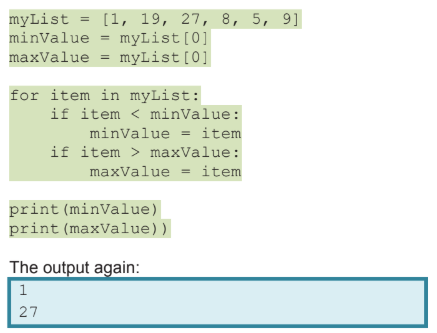 myList = [1, 19, 27, 8, 5, 9]
minValue = myList[0]
maxValue = myList[0]
for item in myList:
    if item < minValue:
        minValue = item
    if item > maxValue:
        maxValue = item
print(minValue)
print(maxValue))
The output again:
1
27